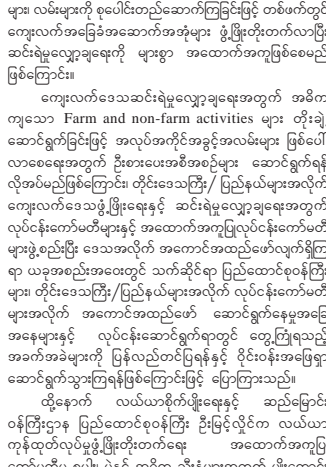 များ၊ လမ်းများကို စုပေါင်းတည်ဆောက်ကြခြင်းဖြင့် တစ်ဖက်တွင်
ကျေးလက်အခြေခံအဆောက်အအုံများ ဖွံ့ဖြိုးတိုးတက်လာပြီး
ဆင်းရဲမှုလျှော့ချရေးကို များစွာ အထောက်အကူဖြစ်စေမည်
ဖြစ်ကြောင်း။
ကျေးလက်ဒေသဆင်းရဲမှုလျှော့ချရေးအတွက် အဓိက
ကျသော Farm and non-farm activities များ တိုးချဲ့
ဆောင်ရွက်ခြင်းဖြင့် အလုပ်အကိုင်အခွင့်အလမ်းများ ဖြစ်ပေါ်
လာစေရေးအတွက် ဦးစားပေးအစီအစဉ်များ ဆောင်ရွက်ရန်
လိုအပ်မည်ဖြစ်ကြောင်း၊ တိုင်းဒေသကြီး/ ပြည်နယ်များအလိုက်
ကျေးလက်ဒေသဖွံ့ဖြိုးရေးနှင့် ဆင်းရဲမှုလျှော့ချရေးအတွက်
လုပ်ငန်းကော်မတီများနှင့် အထောက်အကူပြုလုပ်ငန်းကော်မတီ
များဖွဲ့စည်းပြီး ဒေသအလိုက် အကောင်အထည်ဖော်လျက်ရှိကြ
ရာ ယခုအစည်းအဝေးတွင် သက်ဆိုင်ရာ ပြည်ထောင်စုဝန်ကြီး
များ၊ တိုင်းဒေသကြီး/ပြည်နယ်များအလိုက် လုပ်ငန်းကော်မတီ
များအလိုက် အကောင်အထည်ဖော် ဆောင်ရွက်နေမှုအခြေ
အနေများနှင့် လုပ်ငန်းဆောင်ရွက်ရာတွင် တွေ့ကြုံရသည့်
အခက်အခဲများကို ပြန်လည်တင်ပြရန်နှင့် ဝိုင်းဝန်းအဖြေရှာ
ဆောင်ရွက်သွားကြရန်ဖြစ်ကြောင်းဖြင့် ပြောကြားသည်။
ထို့နောက် လယ်ယာစိုက်ပျိုးရေးနှင့် ဆည်မြောင်း
ဝန်ကြီးဌာန ပြည်ထောင်စုဝန်ကြီး ဦးမြင့်လှိုင်က လယ်ယာ
ကုန်ထုတ်လုပ်မှုဖွံ့ဖြိုးတိုးတက်ရေး အထောက်အကူပြု